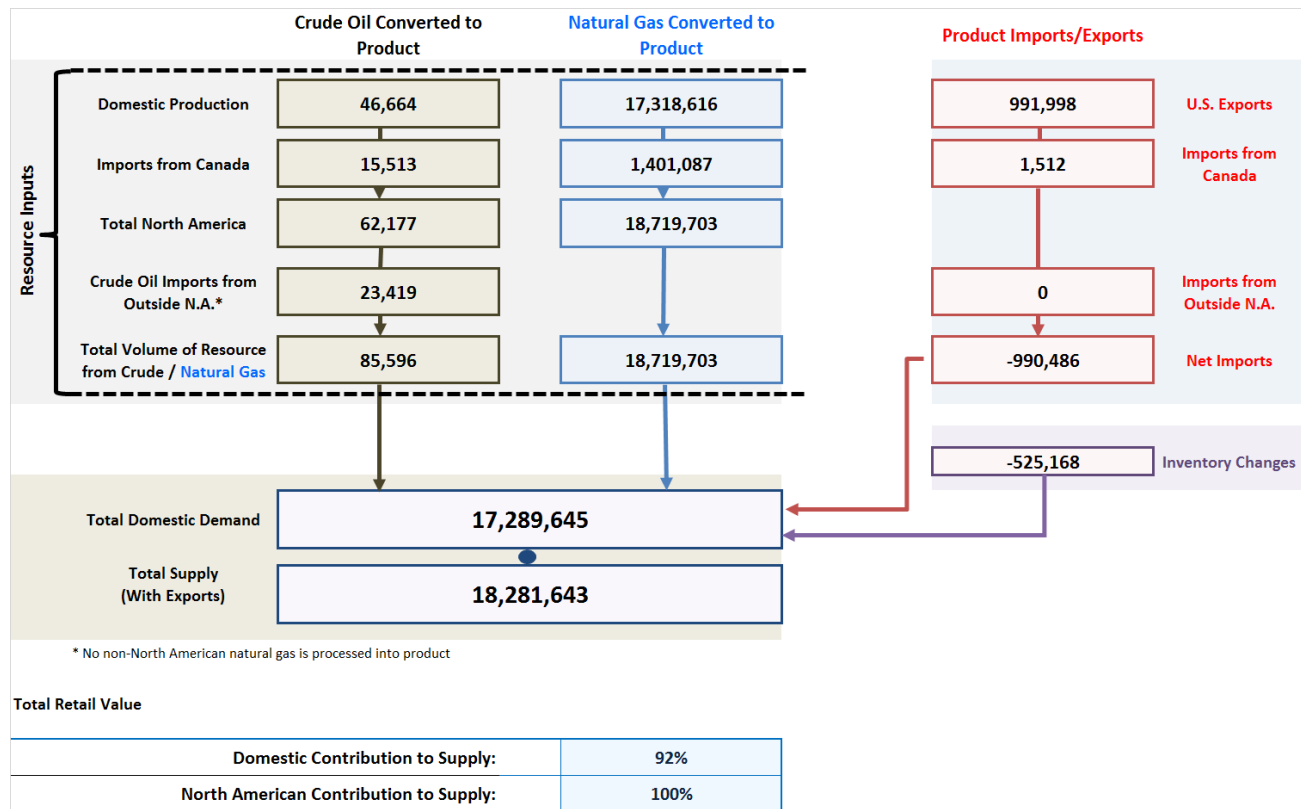 Crude Oil Converted to
Product
Natural Gas Converted to
Product
Product Imports/Exports
Resource Inputs
Domestic Production
46,664
17,318,616
991,998
U.S. Exports
Imports from Canada
15,513
1,401,087
1,512
Imports from
Canada
Total North America
62,177
18,719,703
Crude Oil Imports from
Outside N.A.*
23,419
0
Imports from
Outside N.A.
Total Volume of Resource
from Crude / Natural Gas
85,596
18,719,703
-990,486
Net Imports
-525,168
Inventory Changes
Total Domestic Demand
17,289,645
Total Supply
(With Exports)
18,281,643
* No non-North American natural gas is processed into product
Total Retail Value
Domestic Contribution to Supply:
92%
North American Contribution to Supply:
100%